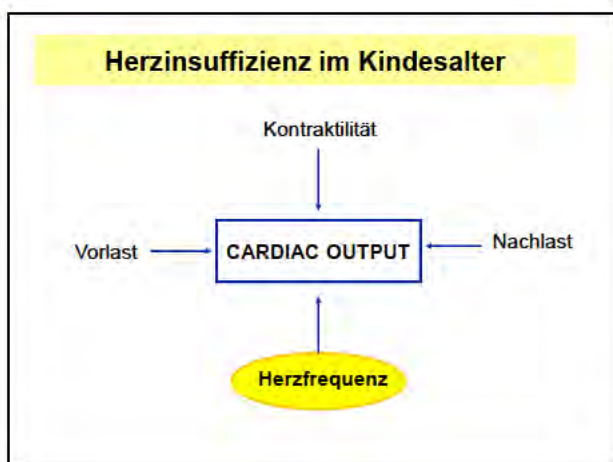 Herzinsuffizienz im Kindesalter
Kontraktilität
Vorlast
CARDIAC OUTPUT
Nachlast
Herzfrequenz